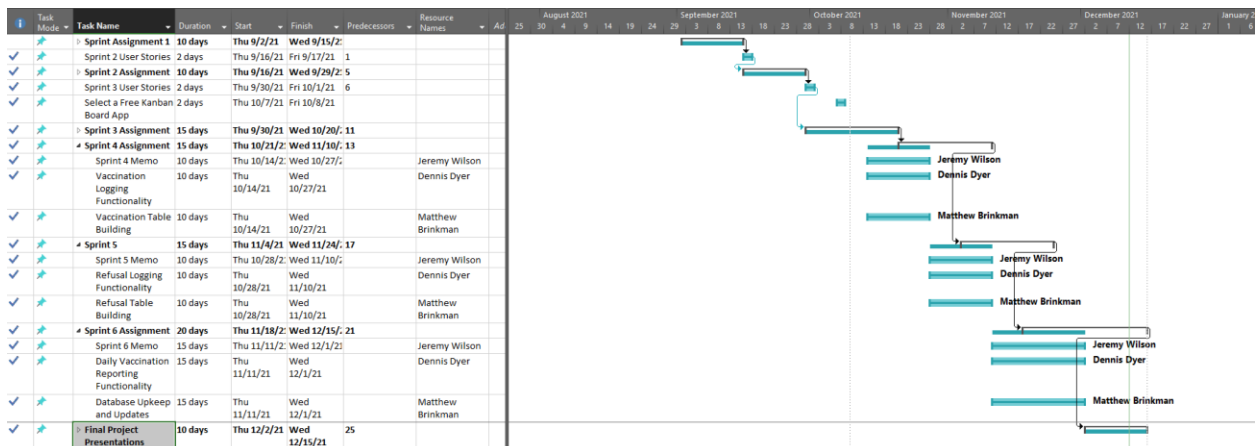 August 2021 September 2021 October 2021 November 2021 December 2021
Task Mode Task Name Duration Start Finish Predecessors Resource Names Ad 25 30 4 9 14 19 24 29 3 8 13 18 23 28 3 8 13 18 23 28 2 7 12 17 22 27 2 7 12 17 22 27 1 6
Sprint Assignment 1 10 days Thu 9/2/21 Wed 9/15/2
Sprint 2 User Stories 2 days Thu 9/16/21 Fri 9/17/21 1
Sprint 2 Assignment 10 days Thu 9/16/21 Wed 9/29/2 5
Sprint 3 User Stories 2 days Thu 9/30/21 Fri 10/1/21 6
Select a Free Kanban 2 days Thu 10/7/21 Fri 10/8/21
Board App
Sprint 3 Assignment 15 days Thu 9/30/21 Wed 10/20/ 11
Sprint 4 Assignment 15 days Thu 10/21/2 Wed 11/10/ 13
Sprint 4 Memo 10 days Thu 10/14/2 Wed 10/27/2 Jeremy Wilson Jeremy Wilson
Vaccination 10 days Thu Wed Dennis Dyer Dennis Dyer
Logging 10/14/21 10/27/21
Functionality
Vaccination Table 10 days Thu Wed Matthew Matthew Brinkman
Building 10/14/21 10/27/21 Brinkman
Sprint 5 15 days Thu 11/4/21 Wed 11/24/ 17
Sprint 5 Memo 10 days Thu 10/28/2 Wed 11/10/2 Jeremy Wilson Jeremy Wilson
Refusal Logging 10 days Thu Wed Dennis Dyer Dennis Dyer
Functionality 10/28/21 11/10/21
Refusal Table 10 days Thu Wed Matthew Matthew Brinkman
Building 10/28/21 11/10/21 Brinkman
Sprint 6 Assignment 20 days Thu 11/18/2 Wed 12/15/ 21
Sprint 6 Memo 15 days Thu 11/11/2 Wed 12/1/21 Jeremy Wilson Jeremy Wilson
Daily Vaccination 15 days Thu Wed Dennis Dyer Dennis Dyer
Reporting 11/11/21 12/1/21
Functionality
Database Upkeep 15 days Thu Wed Matthew Matthew Brinkman
and Updates 11/11/21 12/1/21 Brinkman
Final Project 10 days Thu 12/2/21 Wed 25
Presentations 12/15/21